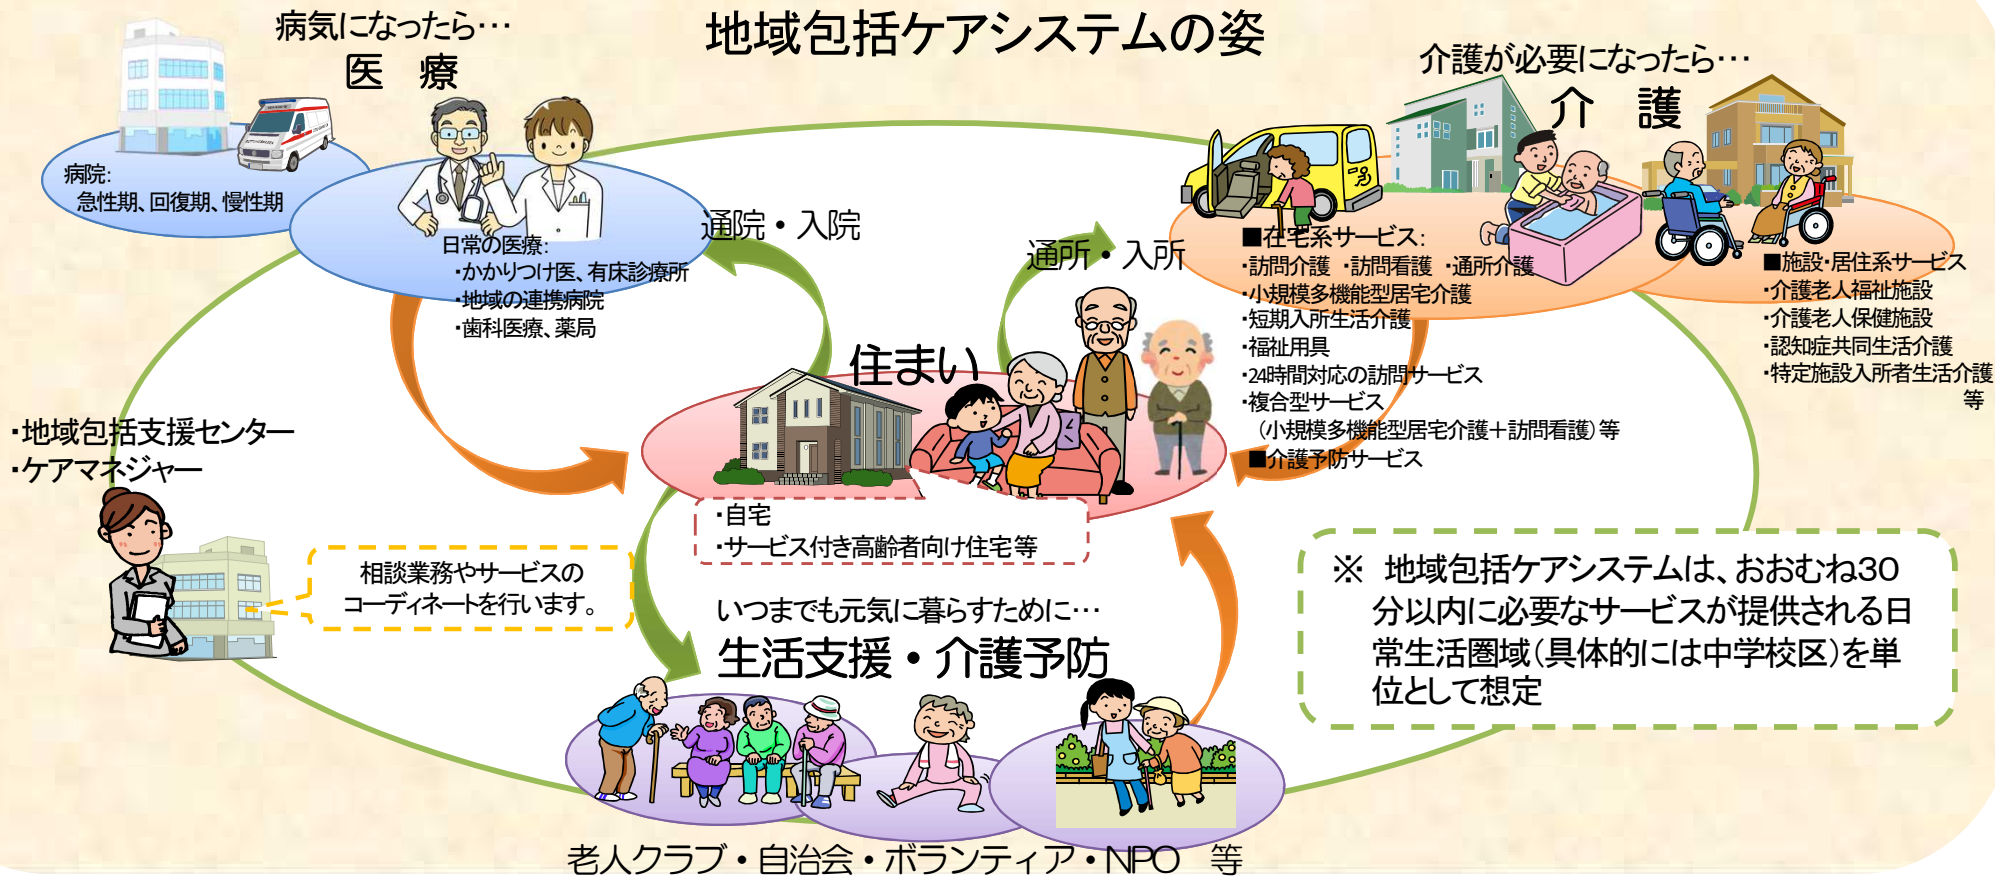 地域包括ケアシステムの姿
病気になったら…
医 療
病院:
急性期、回復期、慢性期
日常の医療:
・かかりつけ医、有床診療所
・地域の連携病院
・歯科医療、薬局
通院・入院
通所・入所
介護が必要になったら…
介 護
■在宅系サービス:
・訪問介護 ・訪問看護 ・通所介護
・小規模多機能型居宅介護
・短期入所生活介護
・福祉用具
・24時間対応の訪問サービス
・複合型サービス
(小規模多機能型居宅介護+訪問看護)等
■介護予防サービス
■施設・居住系サービス
・介護老人福祉施設
・介護老人保健施設
・認知症共同生活介護
・特定施設入所者生活介護
等
住まい
・自宅
・サービス付き高齢者向け住宅等
・地域包括支援センター
・ケアマネジャー
相談業務やサービスの
コーディネートを行います。
いつまでも元気に暮らすために…
生活支援・介護予防
老人クラブ・自治会・ボランティア・NPO 等
※ 地域包括ケアシステムは、おおむね30
分以内に必要なサービスが提供される日
常生活圏域(具体的には中学校区)を単
位として想定